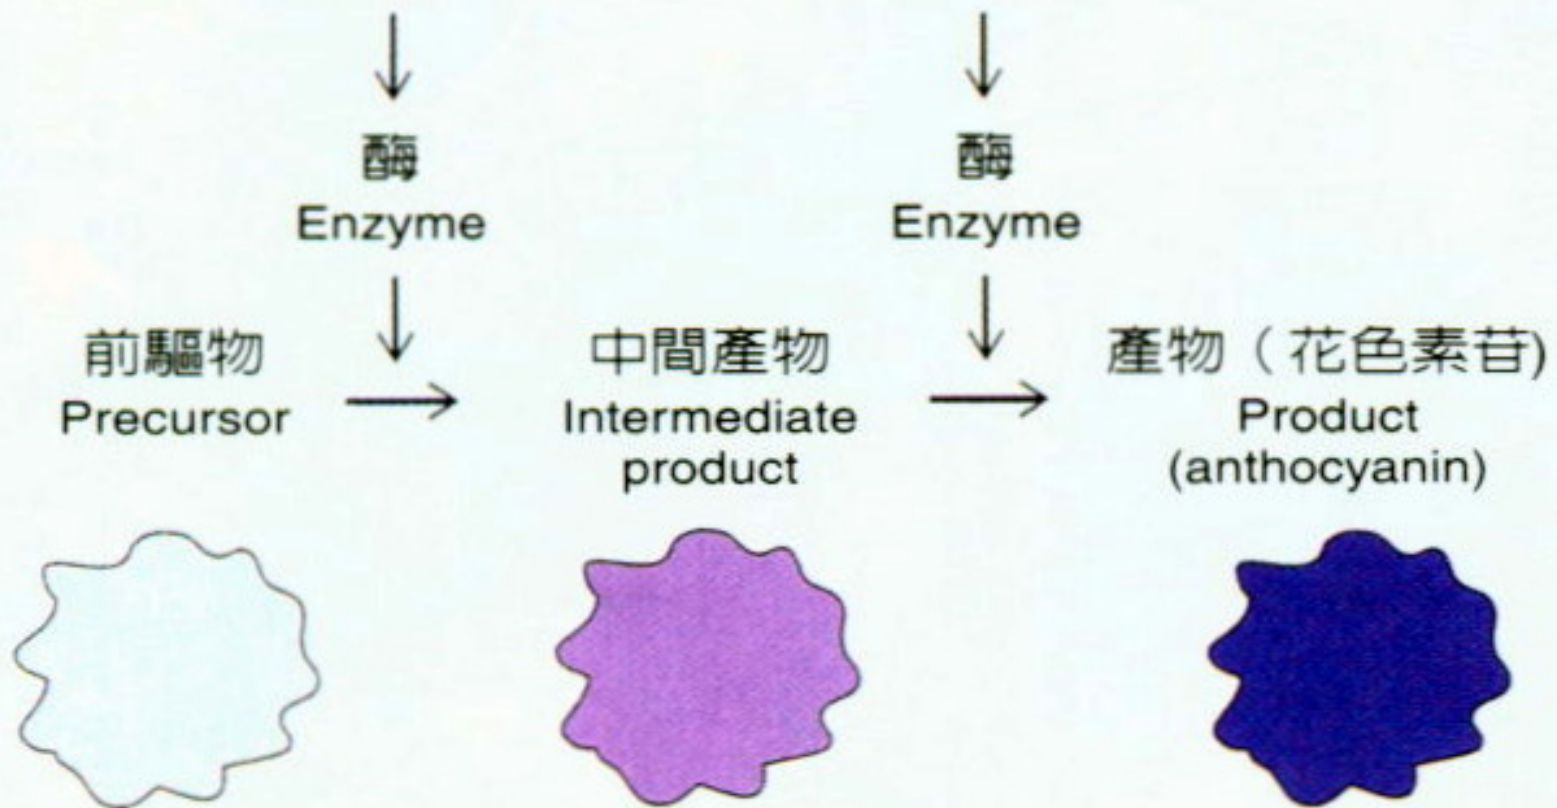 酶
Enzyme
酶
Enzyme
前驅物
Precursor
中間產物
Intermediate
product
產物（花色素苷)
Product
(anthocyanin)